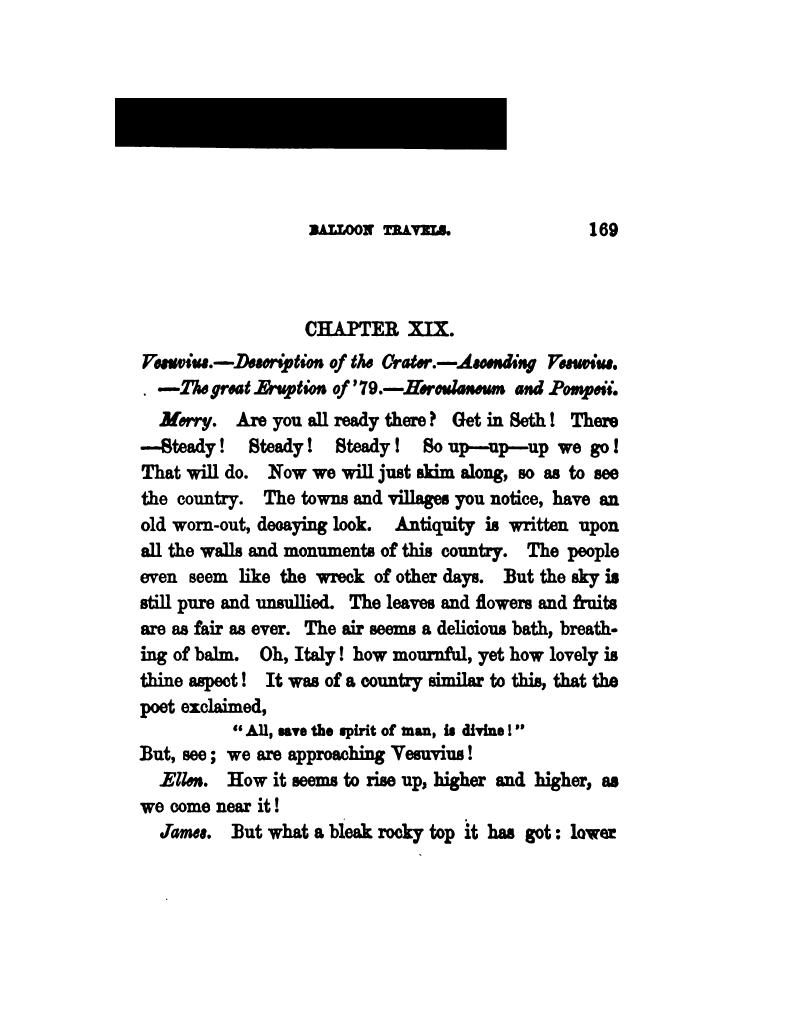 BALLOON TRAVELS. 169
CHAPTER XIX.
Vesuvius.—Description of the Crater.—Ascending Vesuvius.
—The great Eruption of '79.—Herculaneum and Pompeii.
Merry. Are you all ready there? Get in Seth! There
—Steady! Steady! Steady! So up—up—up we go!
That will do. Now we will just skim along, so as to see
the country. The towns and villages you notice, have an
old worn-out, decaying look. Antiquity is written upon
all the walls and monuments of this country. The people
even seem like the wreck of other days. But the sky is
still pure and unsullied. The leaves and flowers and fruits
are as fair as ever. The air seems a delicious bath, breath-
ing of balm. Oh, Italy! how mournful, yet how lovely is
thine aspect! It was of a country similar to this, that the
poet exclaimed,
"All, save the spirit of man, is divine!"
But, see; we are approaching Vesuvius!
Ellen. How it seems to rise up, higher and higher, as
we come near it!
James. But what a bleak rocky top it has got: lower